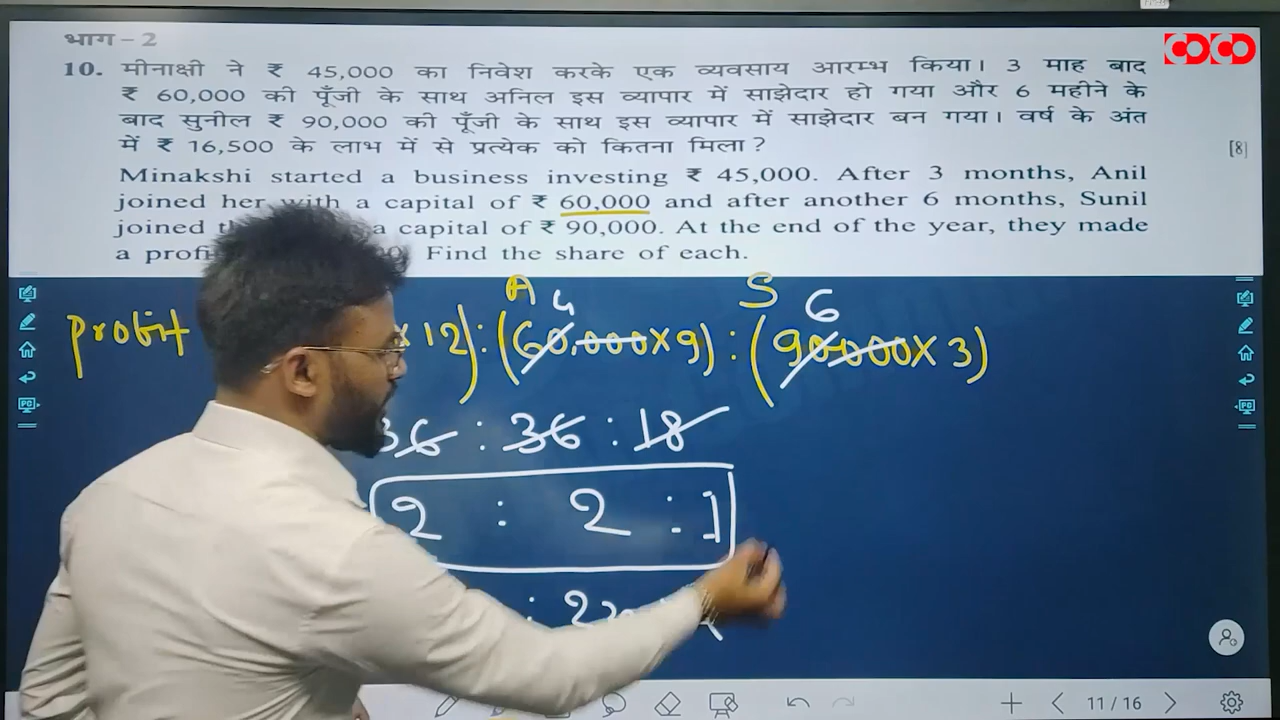 भाग – 2
COCO
10. मीनाक्षी ने ₹ 45,000 का निवेश करके एक व्यवसाय आरम्भ किया। 3 माह बाद
₹ 60,000 की पूँजी के साथ अनिल इस व्यापार में साझेदार हो गया और 6 महीने के
बाद सुनील ₹ 90,000 की पूँजी के साथ इस व्यापार में साझेदार बन गया। वर्ष के अंत
में ₹ 16,500 के लाभ में से प्रत्येक को कितना मिला ?
[8]
Minakshi started a business investing ₹ 45,000. After 3 months, Anil
joined her with a capital of ₹ 60,000 and after another 6 months, Sunil
joined a capital of ₹ 90,000. At the end of the year, they made
a Find the share of each.
A 4 S 6
probit × 12) : (60,000 × 9) : (90,000 × 3)
36 : 36 : 18
2 : 2 : 1
: 2x
11 / 16